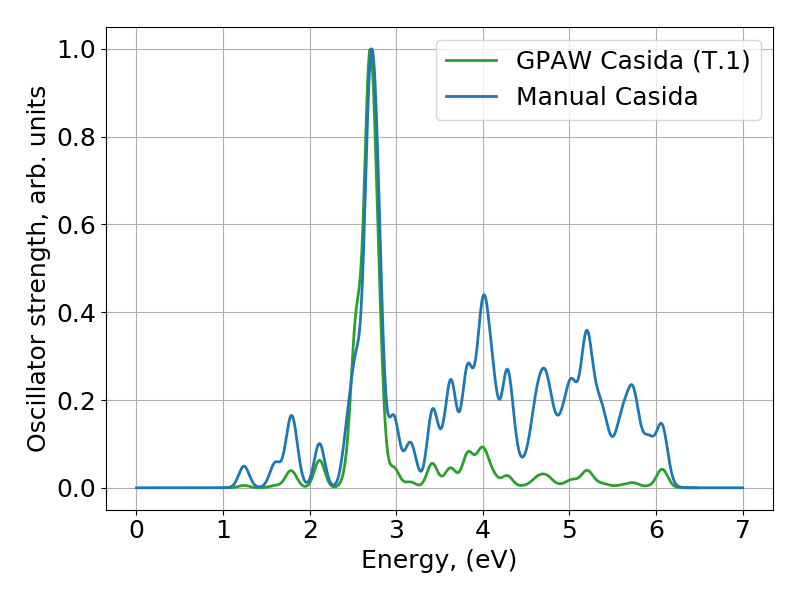 Oscillator strength, arb. units
1.0
0.8
0.6
0.4
0.2
0.0
GPAW Casida (T.1)
Manual Casida
0 1 2 3 4 5 6 7
Energy, (eV)